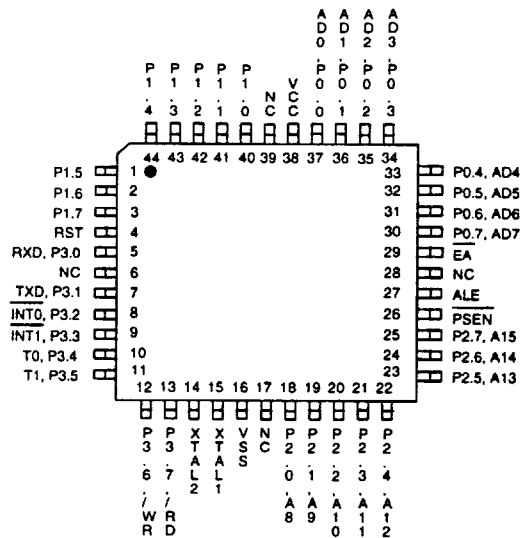 P1.4
P1.3
P1.2
P1.1
P1.0
NC
VCC
AD0,P0.0
AD1,P0.1
AD2,P0.2
AD3,P0.3
44 43 42 41 40 39 38 37 36 35 34
P1.5 1
P1.6 2
P1.7 3
RST 4
RXD, P3.0 5
NC 6
TXD, P3.1 7
INT0, P3.2 8
INT1, P3.3 9
T0, P3.4 10
T1, P3.5 11
33 P0.4, AD4
32 P0.5, AD5
31 P0.6, AD6
30 P0.7, AD7
29 EA
28 NC
27 ALE
26 PSEN
25 P2.7, A15
24 P2.6, A14
23 P2.5, A13
12 13 14 15 16 17 18 19 20 21 22
P3.6,/WR
P3.7,/RD
XTAL2
XTAL1
VSS
NC
P2.0,A8
P2.1,A9
P2.2,A10
P2.3,A11
P2.4,A12